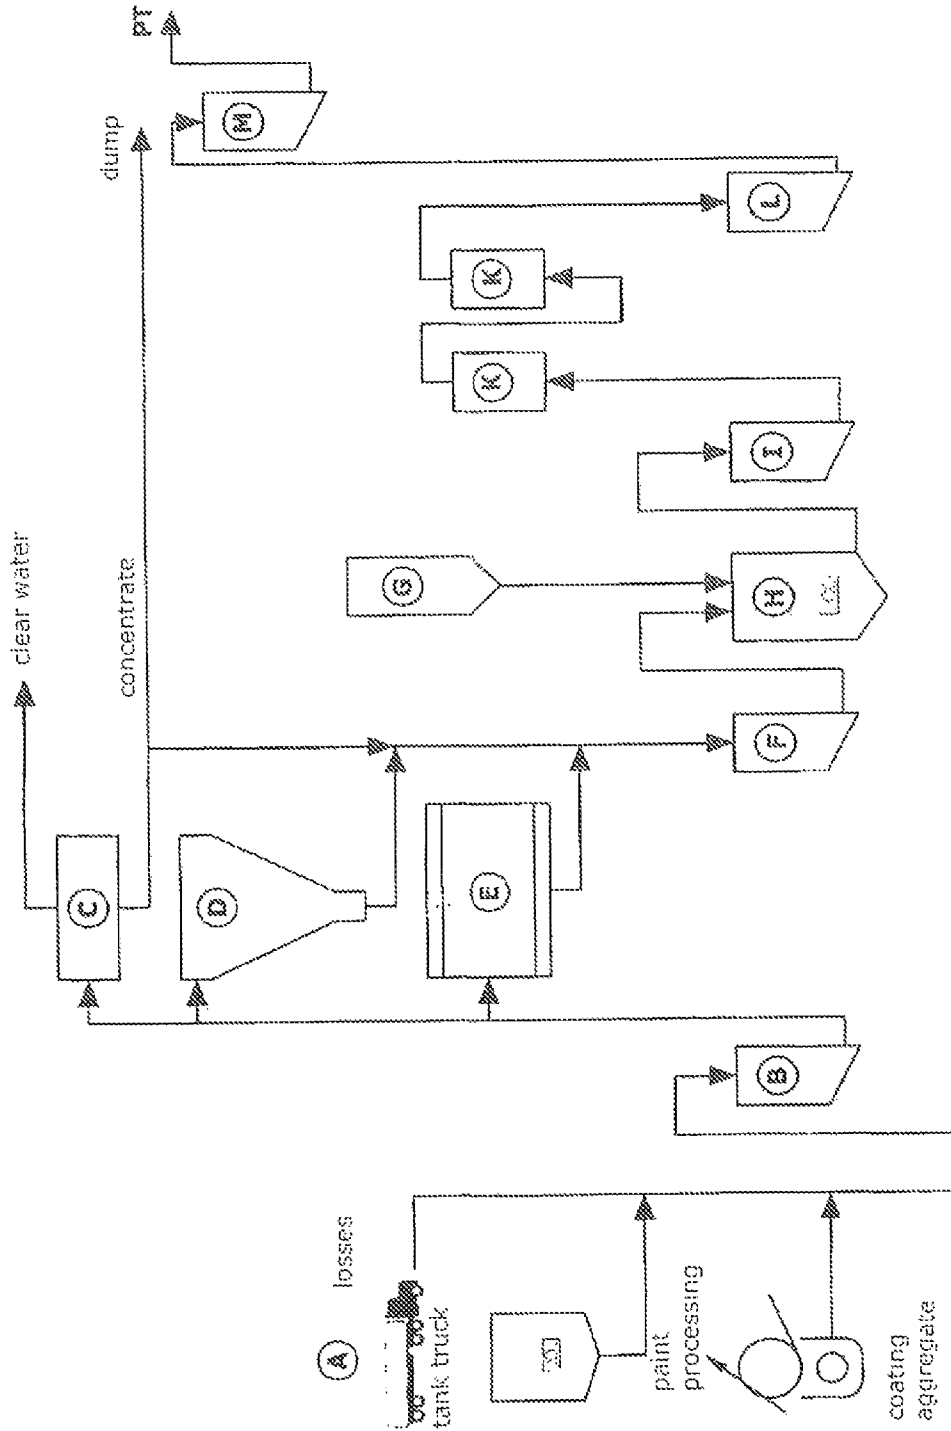 A
losses
tank truck
paint
processing
coating
aggregate
B
C
D
E
clear water
concentrate
dump
F
G
H
I
K
K
L
M
PT